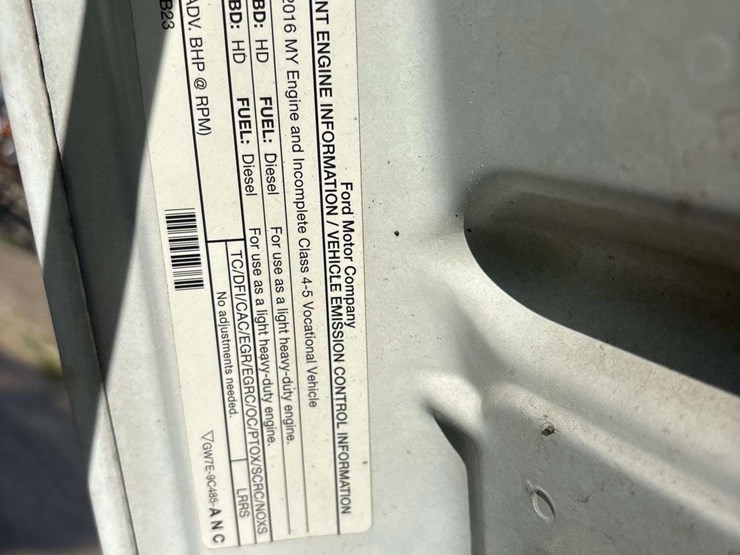 Ford Motor Company
NT ENGINE INFORMATION / VEHICLE EMISSION CONTROL INFORMATION
2016 MY Engine and Incomplete Class 4-5 Vocational Vehicle
BD: HD FUEL: Diesel For use as a light heavy-duty engine.
BD: HD FUEL: Diesel For use as a light heavy-duty engine.
TC/DFI/CAC/EGR/EGRC/OC/PTOX/SCRC/NOXS
ADV. BHP @ RPM) No adjustments needed. LRRS
B23
GW7E-9C485-A N C